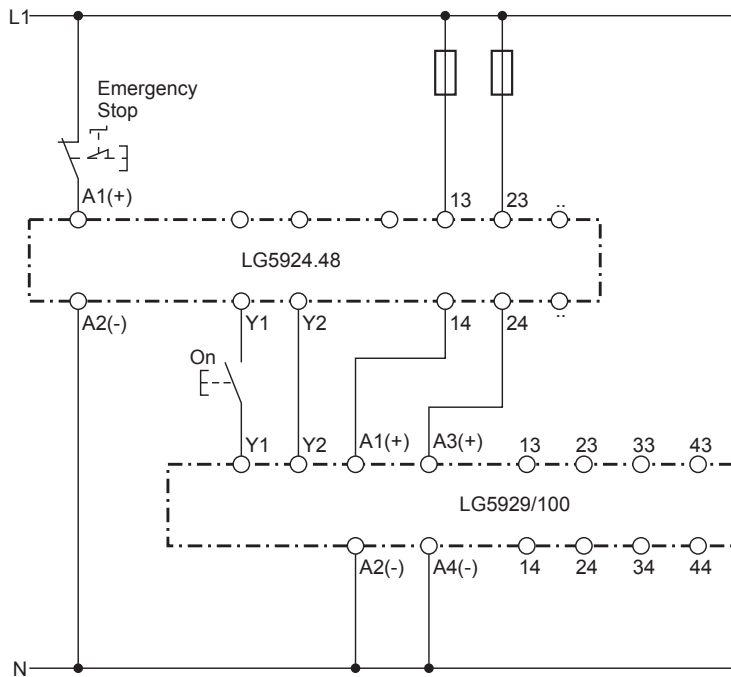 L1
Emergency
Stop
A1(+)
13
23
..
LG5924.48
A2(-)
Y1
Y2
14
24
..
On
Y1
Y2
A1(+)
A3(+)
13
23
33
43
LG5929/100
A2(-)
A4(-)
14
24
34
44
N